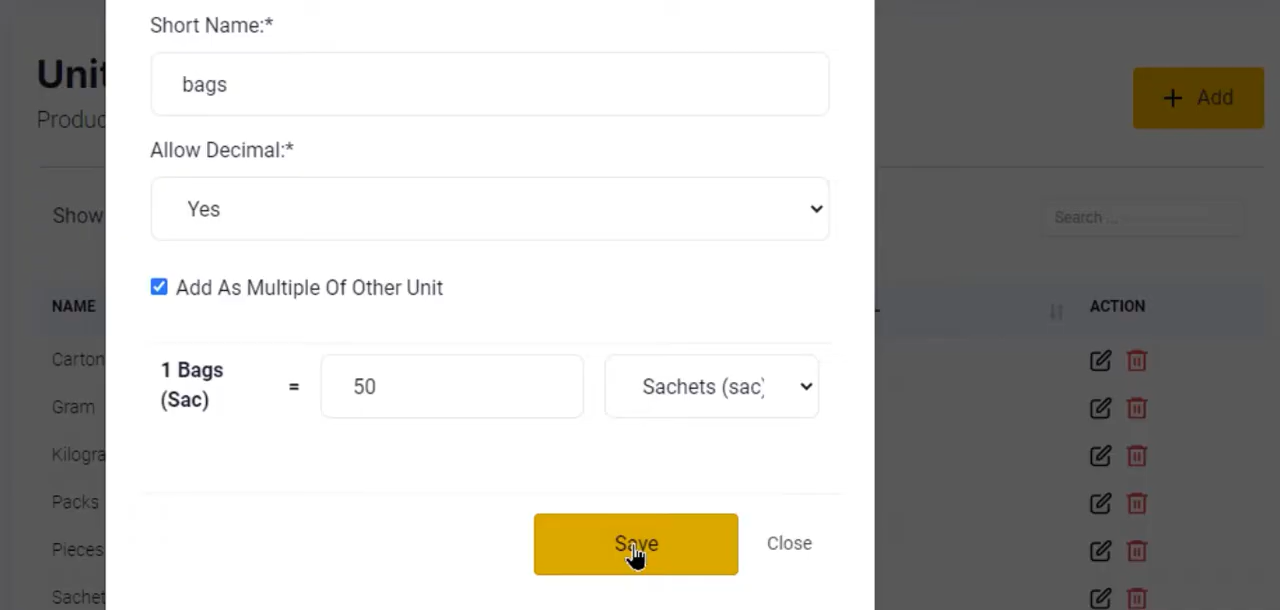 Short Name:*
Unit
bags
+ Add
Produc
Allow Decimal:*
Yes
Show
Search ...
Add As Multiple Of Other Unit
NAME
ACTION
Carton
1 Bags
(Sac)
=
50
Sachets (sac)
Gram
Kilogra
Packs
Save
Close
Pieces
Sachet